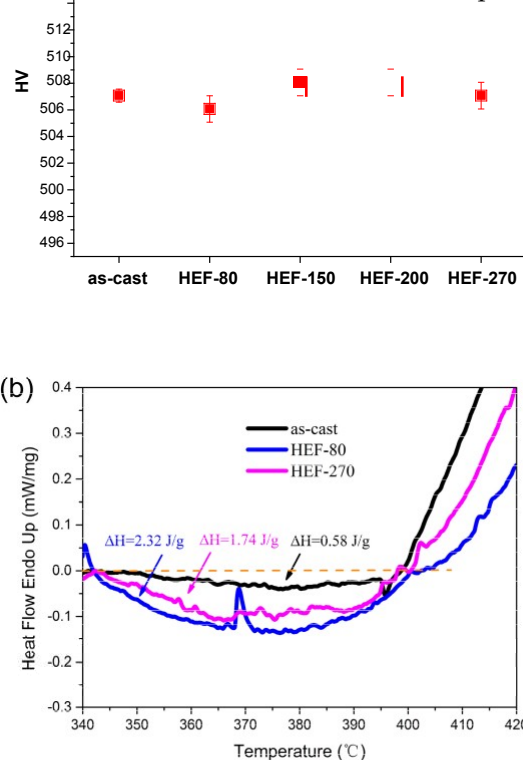 512
510
508
506
504
502
500
498
496
HV
as-cast HEF-80 HEF-150 HEF-200 HEF-270
(b)
0.4
0.3
0.2
0.1
0.0
-0.1
-0.2
-0.3
Heat Flow Endo Up (mW/mg)
as-cast
HEF-80
HEF-270
ΔH=2.32 J/g ΔH=1.74 J/g ΔH=0.58 J/g
340 350 360 370 380 390 400 410 420
Temperature (℃)